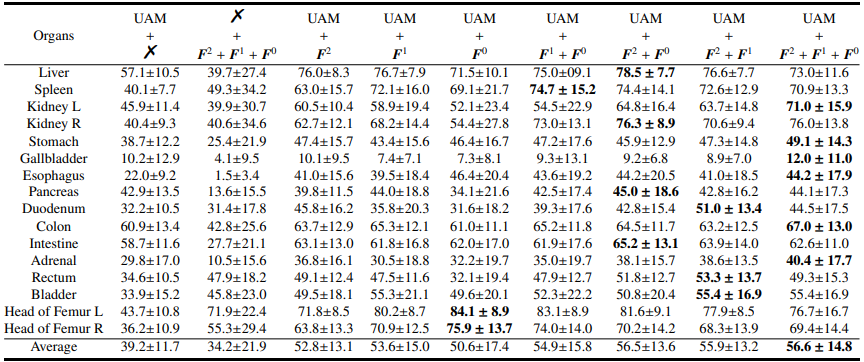 UAM ✗ UAM UAM UAM UAM UAM UAM UAM
Organs + + + + + + + + +
✗ F² + F¹ + F⁰ F² F¹ F⁰ F¹ + F⁰ F² + F⁰ F² + F¹ F² + F¹ + F⁰
Liver 57.1±10.5 39.7±27.4 76.0±8.3 76.7±7.9 71.5±10.1 75.0±09.1 78.5 ± 7.7 76.6±7.7 73.0±11.6
Spleen 40.1±7.7 49.3±34.2 63.0±15.7 72.1±16.0 69.1±21.7 74.7 ± 15.2 74.4±14.1 72.6±12.9 70.9±13.3
Kidney L 45.9±11.4 39.9±30.7 60.5±10.4 58.9±19.4 52.1±23.4 54.5±22.9 64.8±16.4 63.7±14.8 71.0 ± 15.9
Kidney R 40.4±9.3 40.6±34.6 62.7±12.1 68.2±14.4 54.4±27.8 73.0±13.1 76.3 ± 8.9 70.6±9.4 76.0±13.8
Stomach 38.7±12.2 25.4±21.9 47.4±15.7 43.4±15.6 46.4±16.7 47.2±17.6 45.9±12.9 47.3±14.8 49.1 ± 14.3
Gallbladder 10.2±12.9 4.1±9.5 10.1±9.5 7.4±7.1 7.3±8.1 9.3±13.1 9.2±6.8 8.9±7.0 12.0 ± 11.0
Esophagus 22.0±9.2 1.5±3.4 41.0±15.6 39.5±18.4 46.4±20.4 43.6±19.2 44.2±20.5 41.0±18.5 44.2 ± 17.9
Pancreas 42.9±13.5 13.6±15.5 39.8±11.5 44.0±18.8 34.1±21.6 42.5±17.4 45.0 ± 18.6 42.8±16.2 44.1±17.3
Duodenum 32.2±10.5 31.4±17.8 45.8±16.2 35.8±20.3 31.6±18.2 39.3±17.6 42.8±15.4 51.0 ± 13.4 44.5±17.5
Colon 60.9±13.4 42.8±25.6 63.7±12.9 65.3±12.1 61.0±11.1 65.2±11.8 64.5±11.7 63.2±12.5 67.0 ± 13.0
Intestine 58.7±11.6 27.7±21.1 63.1±13.0 61.8±16.8 62.0±17.0 61.9±17.6 65.2 ± 13.1 63.9±14.0 62.6±11.0
Adrenal 29.8±17.0 10.5±15.6 36.8±16.1 30.5±18.8 32.2±19.7 35.0±19.7 38.1±15.7 38.6±13.5 40.4 ± 17.7
Rectum 34.6±10.5 47.9±18.2 49.1±12.4 47.5±11.6 32.1±19.4 47.9±12.7 51.8±12.7 53.3 ± 13.7 49.3±15.3
Bladder 33.9±15.2 45.8±23.0 49.5±18.1 55.3±21.1 49.6±20.1 52.3±22.2 50.8±20.4 55.4 ± 16.9 55.4±16.9
Head of Femur L 43.7±10.8 71.9±22.4 71.8±8.5 80.2±8.7 84.1 ± 8.9 83.1±8.9 81.6±9.1 77.9±8.5 76.7±16.7
Head of Femur R 36.2±10.9 55.3±29.4 63.8±13.3 70.9±12.5 75.9 ± 13.7 74.0±14.0 70.2±14.2 68.3±13.9 69.4±14.4
Average 39.2±11.7 34.2±21.9 52.8±13.1 53.6±15.0 50.6±17.4 54.9±15.8 56.5±13.6 55.9±13.2 56.6 ± 14.8